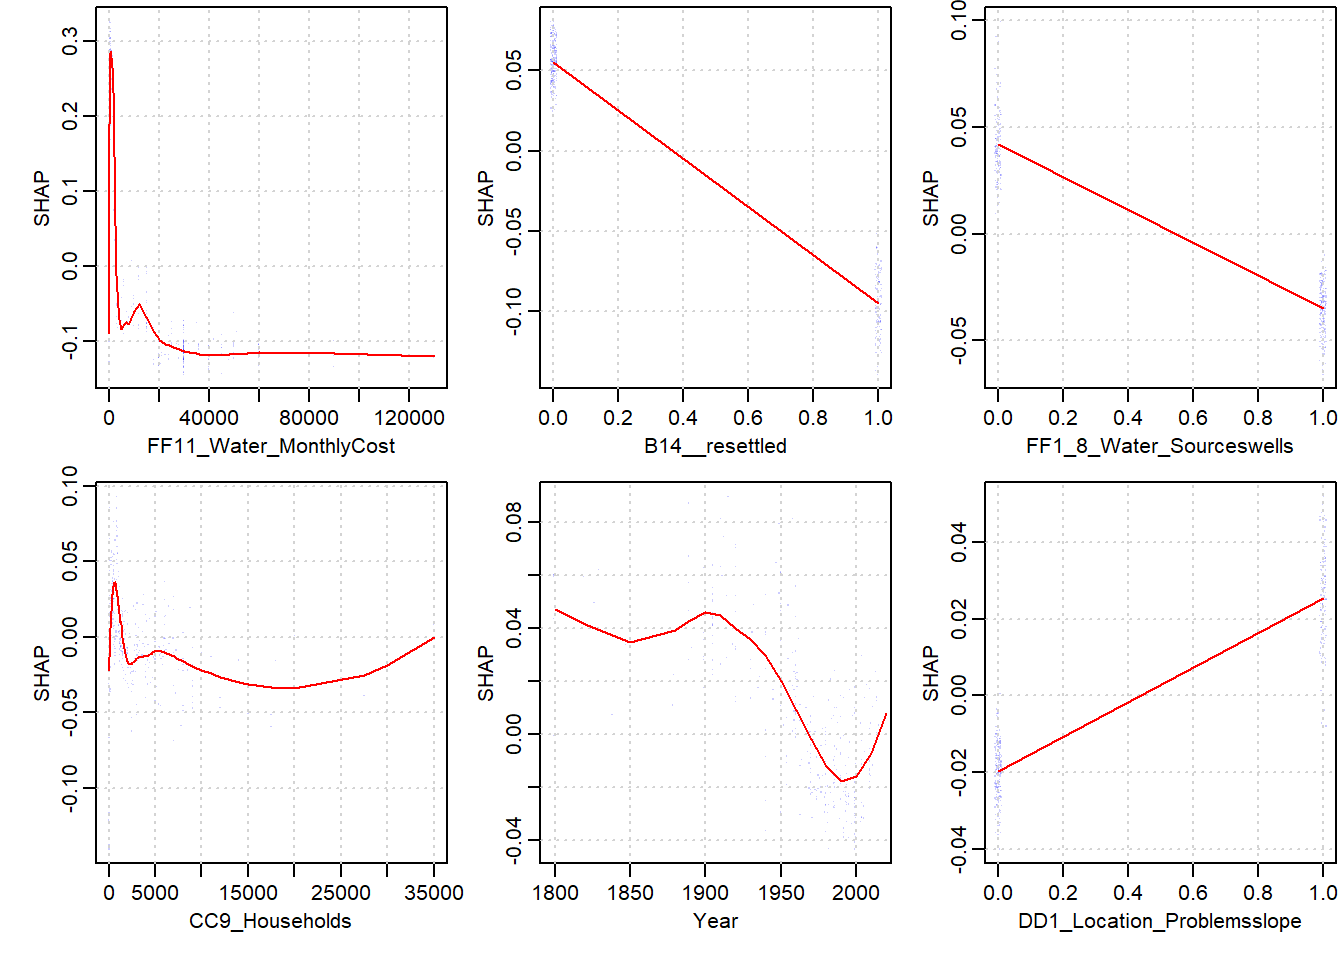 SHAP
0.3
0.2
0.1
0.0
-0.1
0 40000 80000 120000
FF11_Water_MonthlyCost
SHAP
0.05
0.00
-0.05
-0.10
0.0 0.2 0.4 0.6 0.8 1.0
B14__resettled
SHAP
0.10
0.05
0.00
-0.05
0.0 0.2 0.4 0.6 0.8 1.0
FF1_8_Water_Sourceswells
SHAP
0.10
0.05
0.00
-0.05
-0.10
0 5000 15000 25000 35000
CC9_Households
SHAP
0.08
0.04
0.00
-0.04
1800 1850 1900 1950 2000
Year
SHAP
0.04
0.02
0.00
-0.02
-0.04
0.0 0.2 0.4 0.6 0.8 1.0
DD1_Location_Problemsslope